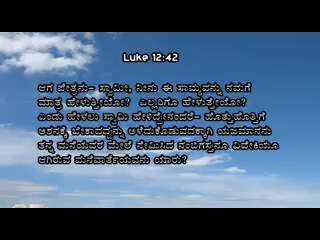 Luke 12:42
ಆಗ ಪೇತ್ರನು- ಸ್ವಾಮೀ, ನೀನು ಈ ಸಾಮ್ಯವನ್ನು ನಮಗೆ
ಮಾತ್ರ ಹೇಳುತ್ತೀಯೋ? ಎಲ್ಲರಿಗೂ ಹೇಳುತ್ತೀಯೋ?
ಎಂದು ಹೇಳಲು ಸ್ವಾಮಿ ಹೇಳಿದ್ದೇನಂದರೆ- ಹೊತ್ತುಹೊತ್ತಿಗೆ
ಅಶನಕ್ಕೆ ಬೇಕಾದದ್ದನ್ನು ಅಳೆದುಕೊಡುವದಕ್ಕಾಗಿ ಯಜಮಾನನು
ತನ್ನ ಮನೆಯವರ ಮೇಲೆ ನೇಮಿಸಿದ ನಂಬಿಗಸ್ತನೂ ವಿವೇಕಿಯೂ
ಆಗಿರುವ ಮನೆವಾರ್ತೆಯವನು ಯಾರು?